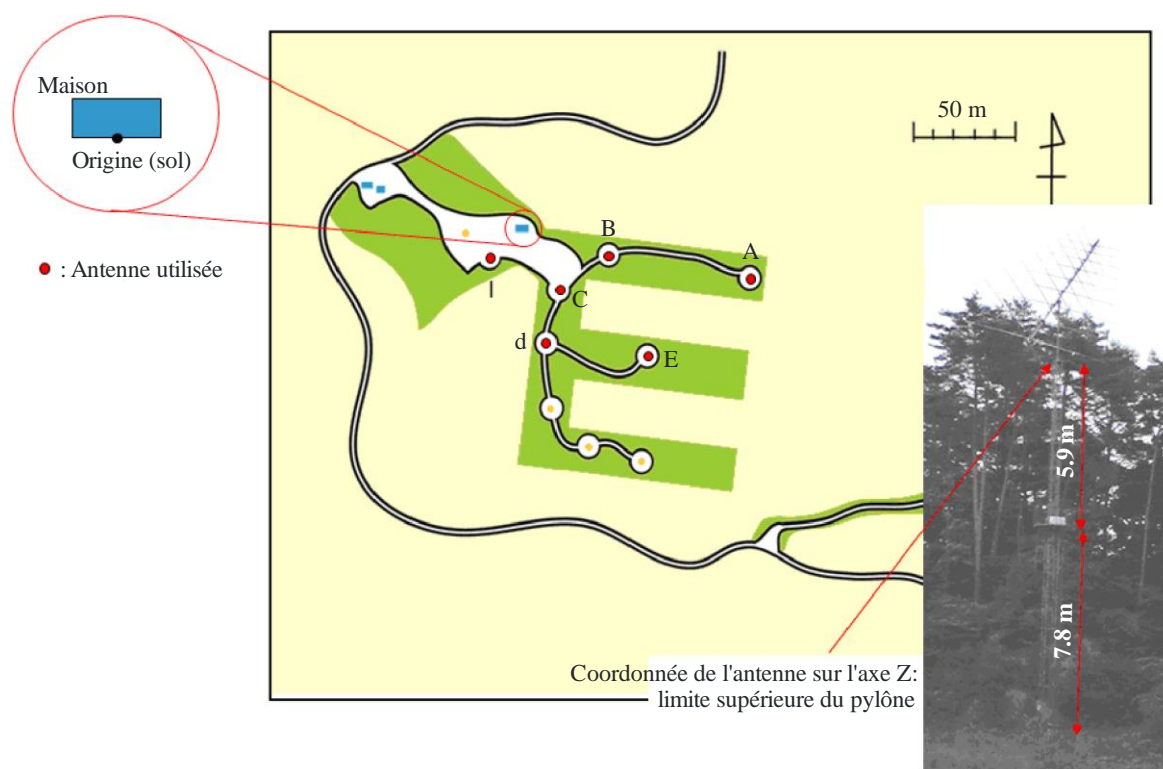 Maison
Origine (sol)
: Antenne utilisée
50 m
B
A
l
C
d
E
5.9 m
7.8 m
Coordonnée de l'antenne sur l'axe Z:
limite supérieure du pylône